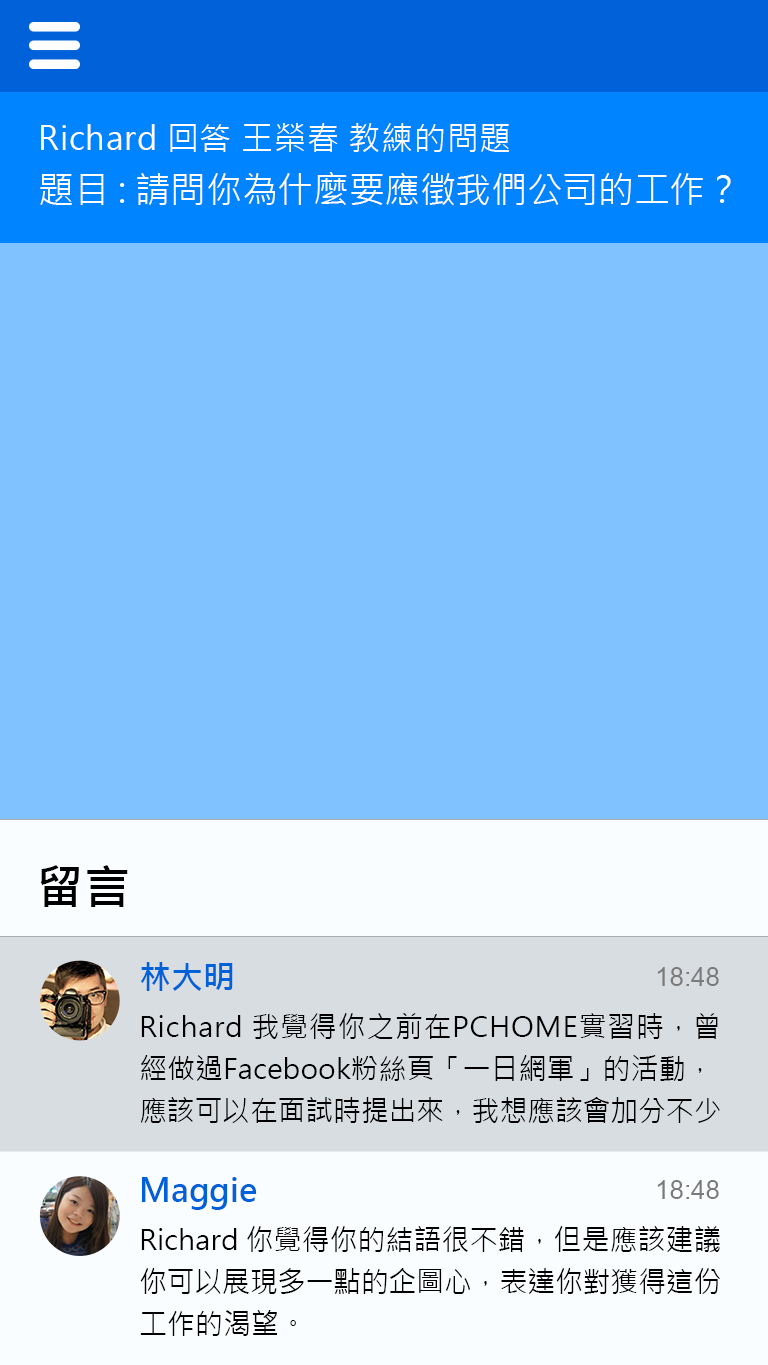 Richard 回答 王榮春 教練的問題
題目 : 請問你為什麼要應徵我們公司的工作？
留言
林大明
18:48
Richard 我覺得你之前在PCHOME實習時，曾
經做過Facebook粉絲頁「一日網軍」的活動，
應該可以在面試時提出來，我想應該會加分不少
Maggie
18:48
Richard 你覺得你的結語很不錯，但是應該建議
你可以展現多一點的企圖心，表達你對獲得這份
工作的渴望。